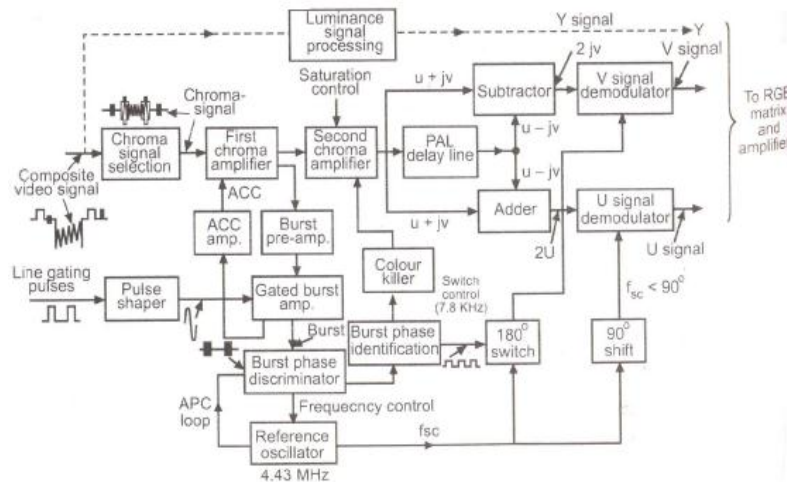 Luminance
signal
processing
Y signal
Y
Saturation
control
2 jv
V signal
Chroma-
signal
u + jv
Subtractor
V signal
demodulator
To RGB
matrix
and
amplifier
Chroma
signal
selection
First
chroma
amplifier
Second
chroma
amplifier
PAL
delay line
u – jv
u – jv
Composite
video signal
ACC
Adder
U signal
demodulator
u + jv
2U
U signal
ACC
amp.
Burst
pre-amp.
Colour
killer
Switch
control
(7.8 KHz)
fsc < 90°
Line gating
pulses
Pulse
shaper
Gated burst
amp.
Burst
Burst phase
identification
180°
switch
90°
shift
Burst phase
discriminator
APC
loop
Frequecncy control
Reference
oscillator
fsc
4.43 MHz